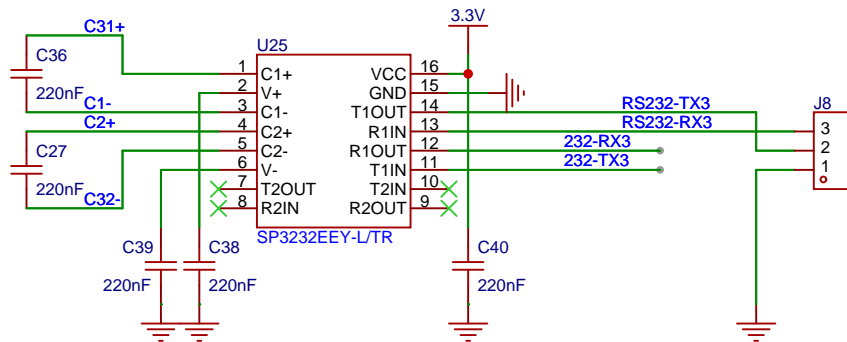 3.3V
C31+
C36
220nF
C1-
C2+
C27
220nF
C32-
U25
1 C1+ VCC 16
2 V+ GND 15
3 C1- T1OUT 14
4 C2+ R1IN 13
5 C2- R1OUT 12
6 V- T1IN 11
7 T2OUT T2IN 10
8 R2IN R2OUT 9
SP3232EEY-L/TR
RS232-TX3
RS232-RX3
232-RX3
232-TX3
J8
3
2
1
C39
220nF
C38
220nF
C40
220nF